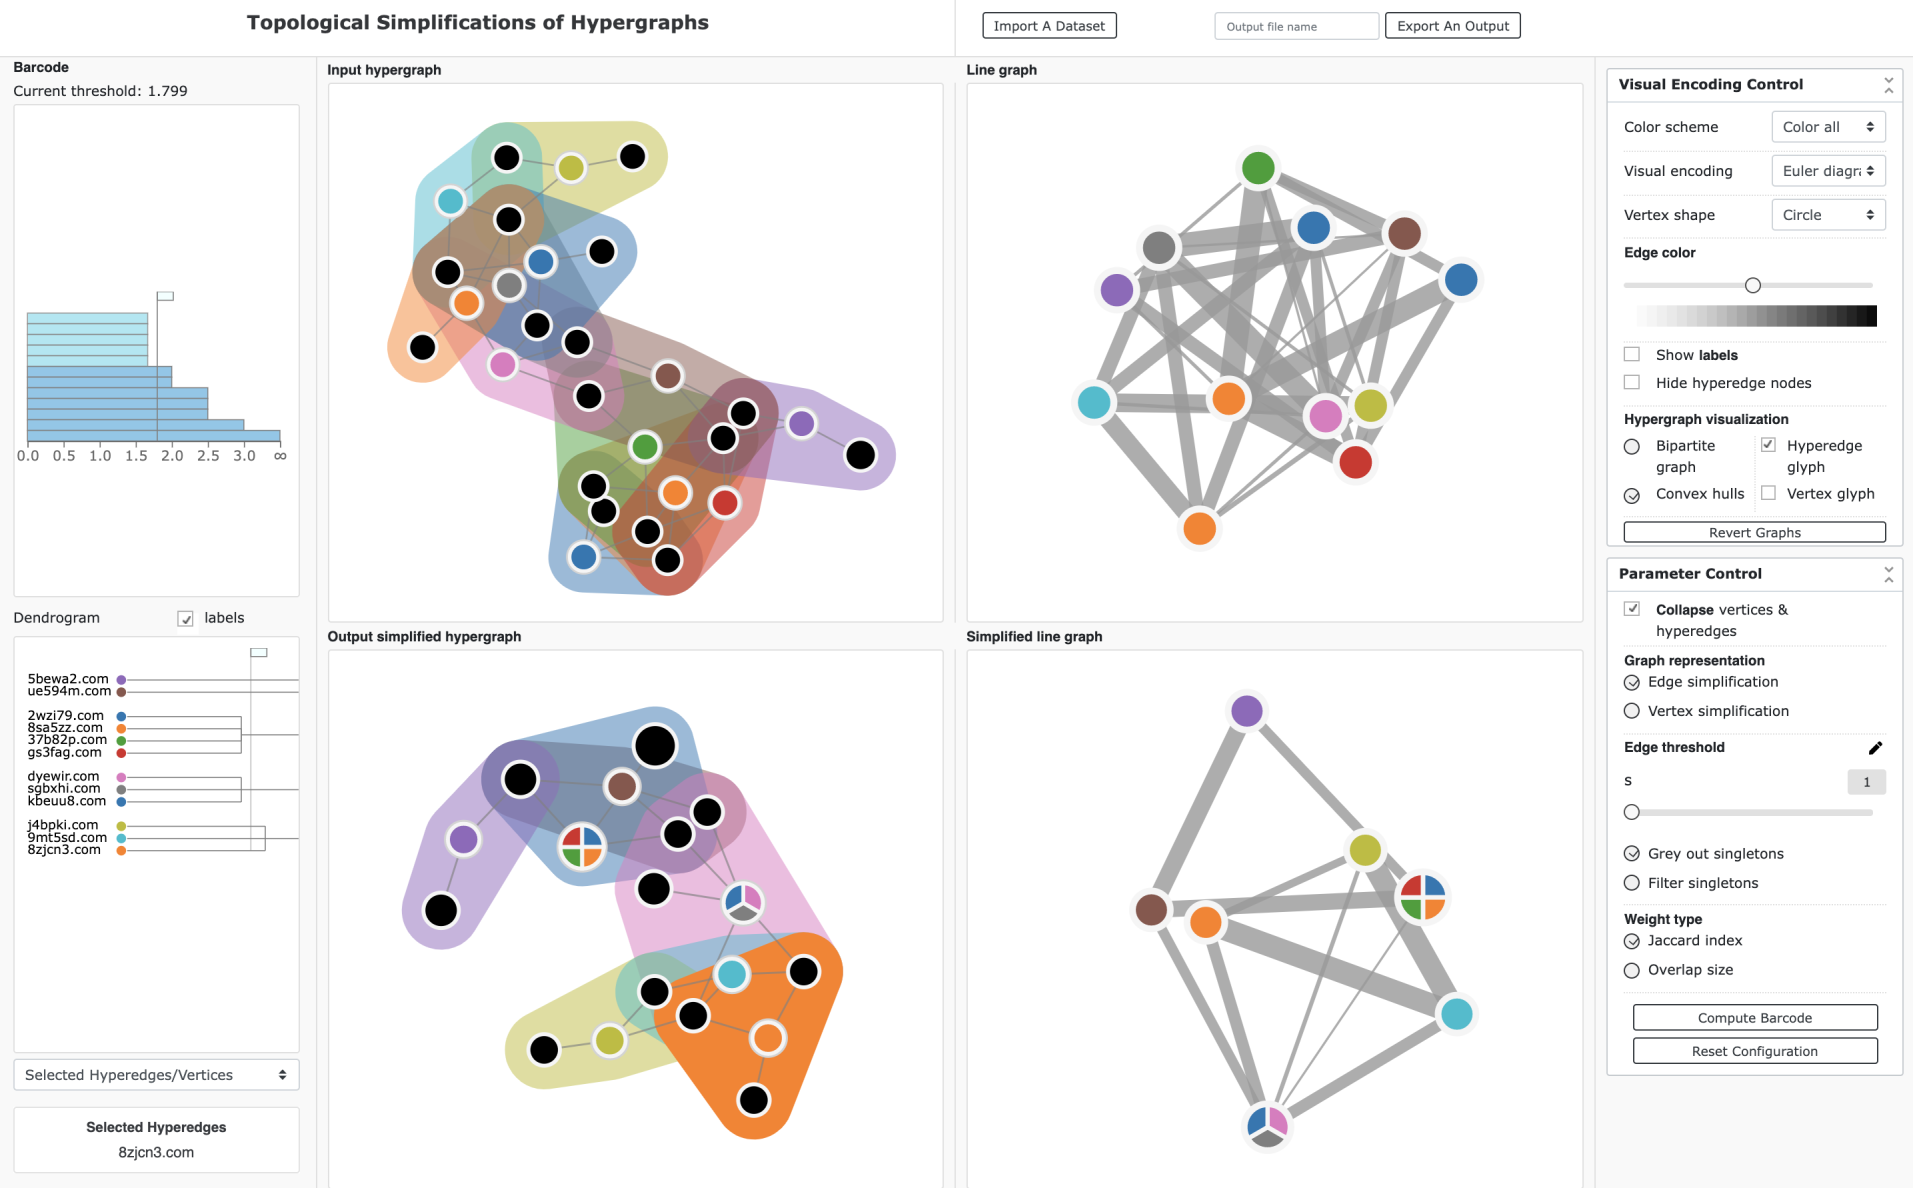 Topological Simplifications of Hypergraphs
Import A Dataset
Output file name
Export An Output
Barcode
Current threshold: 1.799
0.0 0.5 1.0 1.5 2.0 2.5 3.0 ∞
Dendrogram
labels
5bewa2.com
ue594m.com
2wzi79.com
8sa5zz.com
37b82p.com
gs3fag.com
dyewir.com
sgbxhi.com
kbeuu8.com
j4bpki.com
9mt5sd.com
8zjcn3.com
Selected Hyperedges/Vertices
Selected Hyperedges
8zjcn3.com
Input hypergraph
Line graph
Output simplified hypergraph
Simplified line graph
Visual Encoding Control
Color scheme
Color all
Visual encoding
Euler diagra
Vertex shape
Circle
Edge color
Show labels
Hide hyperedge nodes
Hypergraph visualization
Bipartite
graph
Hyperedge
glyph
Convex hulls
Vertex glyph
Revert Graphs
Parameter Control
Collapse vertices &
hyperedges
Graph representation
Edge simplification
Vertex simplification
Edge threshold
s
1
Grey out singletons
Filter singletons
Weight type
Jaccard index
Overlap size
Compute Barcode
Reset Configuration